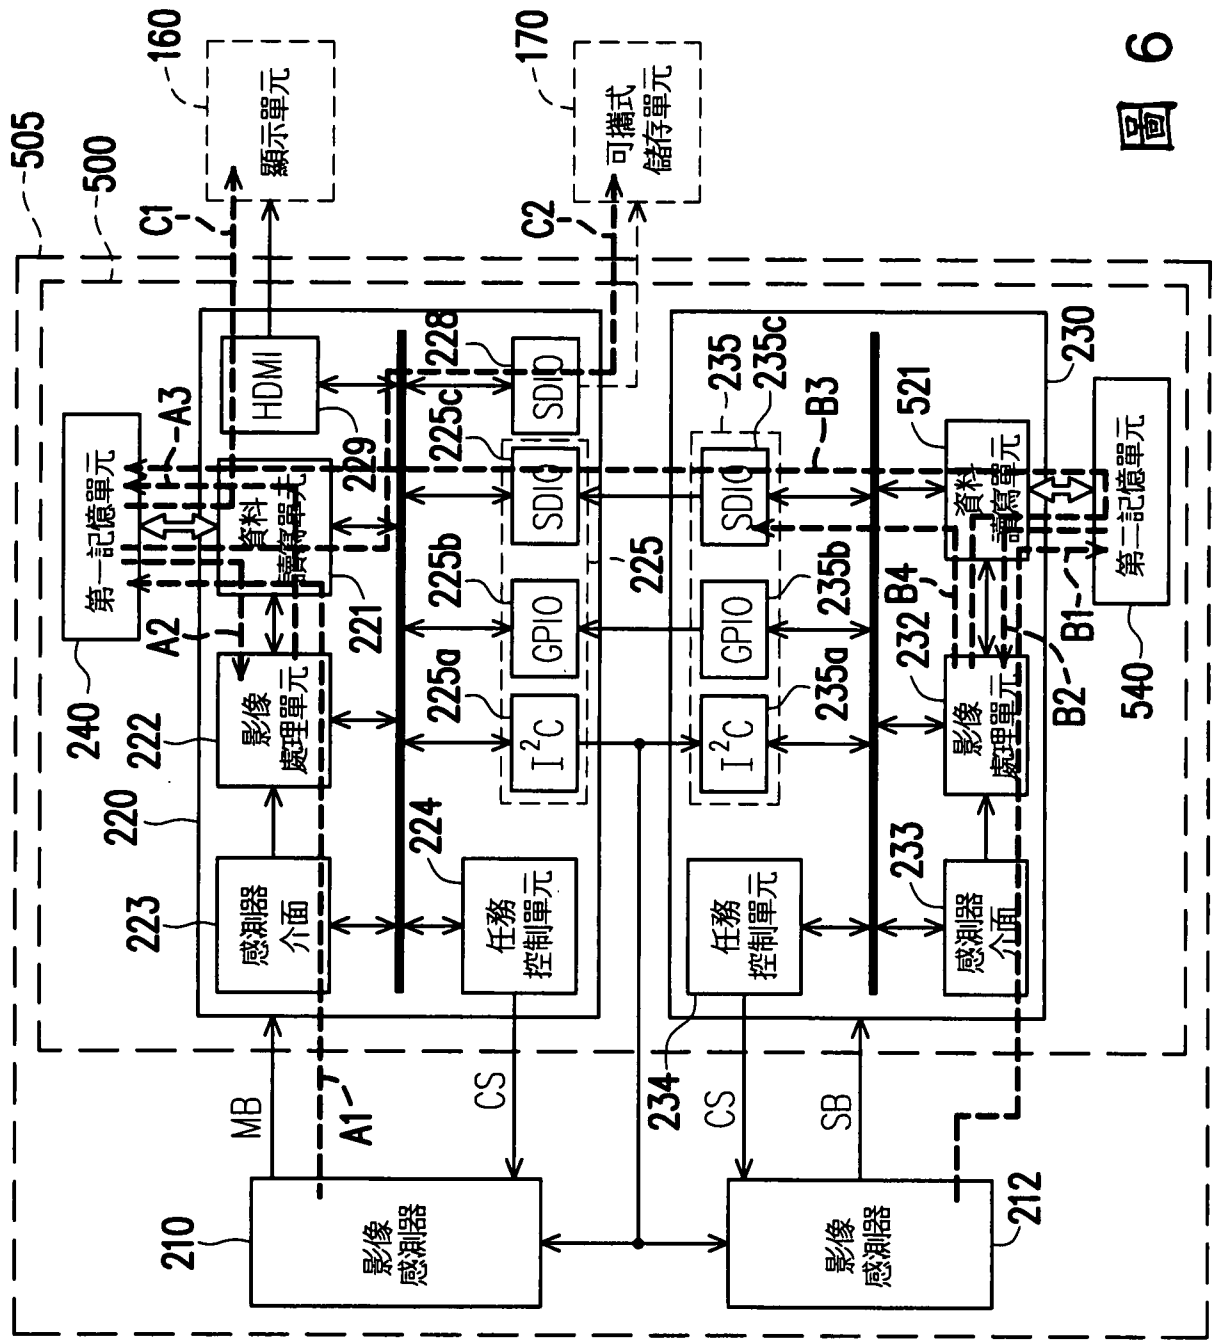 505
500
160
顯示單元
C1
170
可攜式
儲存單元
C2
圖 6
240
第一記憶單元
A3
A2
220
222
影像
處理單元
資料
讀寫單元
221
HDMI
229
223
感測器
介面
MB
A1
210
影像
感測器
CS
224
任務
控制單元
225a
I²C
225b
GPIO
225c
SDIO
228
SDIO
225
235
235c
SDIO
235b
GPIO
235a
I²C
234
任務
控制單元
CS
SB
212
影像
感測器
233
感測器
介面
232
影像
處理單元
B4
B3
521
資料
讀寫單元
230
B1
B2
540
第二記憶單元